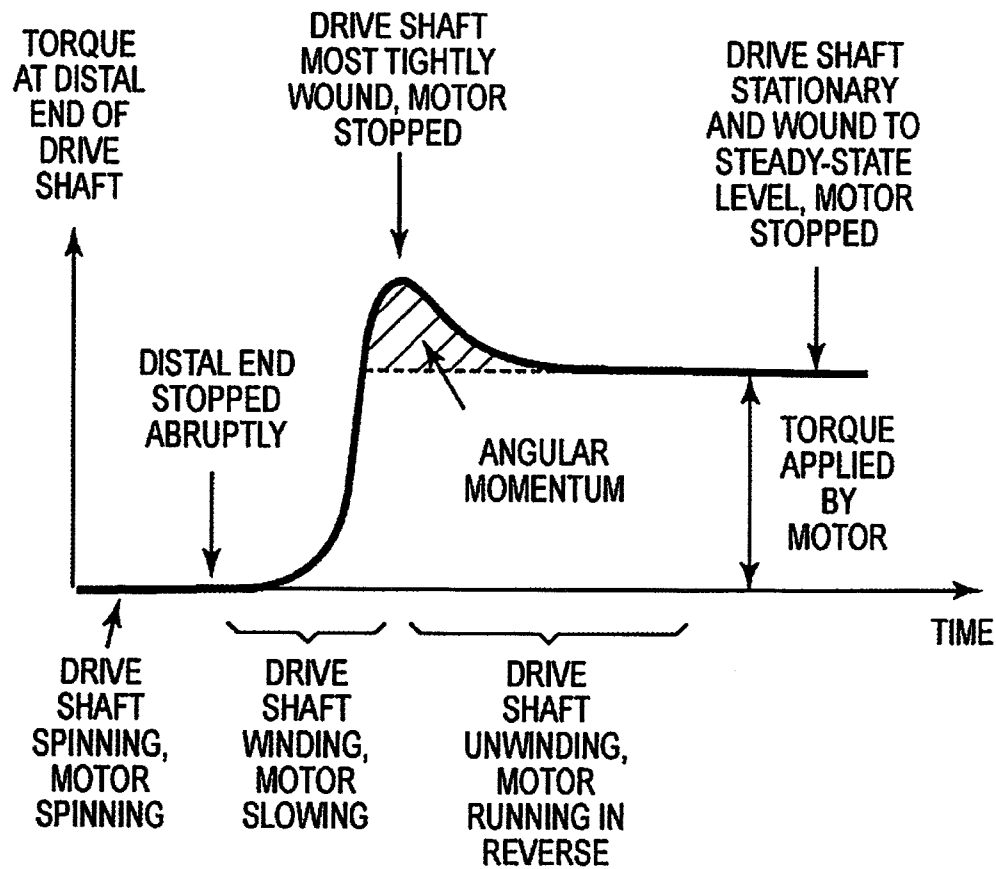 TORQUE
AT DISTAL
END OF
DRIVE
SHAFT
DRIVE SHAFT
MOST TIGHTLY
WOUND, MOTOR
STOPPED
DRIVE SHAFT
STATIONARY
AND WOUND TO
STEADY-STATE
LEVEL, MOTOR
STOPPED
DISTAL END
STOPPED
ABRUPTLY
ANGULAR
MOMENTUM
TORQUE
APPLIED
BY
MOTOR
TIME
DRIVE
SHAFT
SPINNING,
MOTOR
SPINNING
DRIVE
SHAFT
WINDING,
MOTOR
SLOWING
DRIVE
SHAFT
UNWINDING,
MOTOR
RUNNING IN
REVERSE